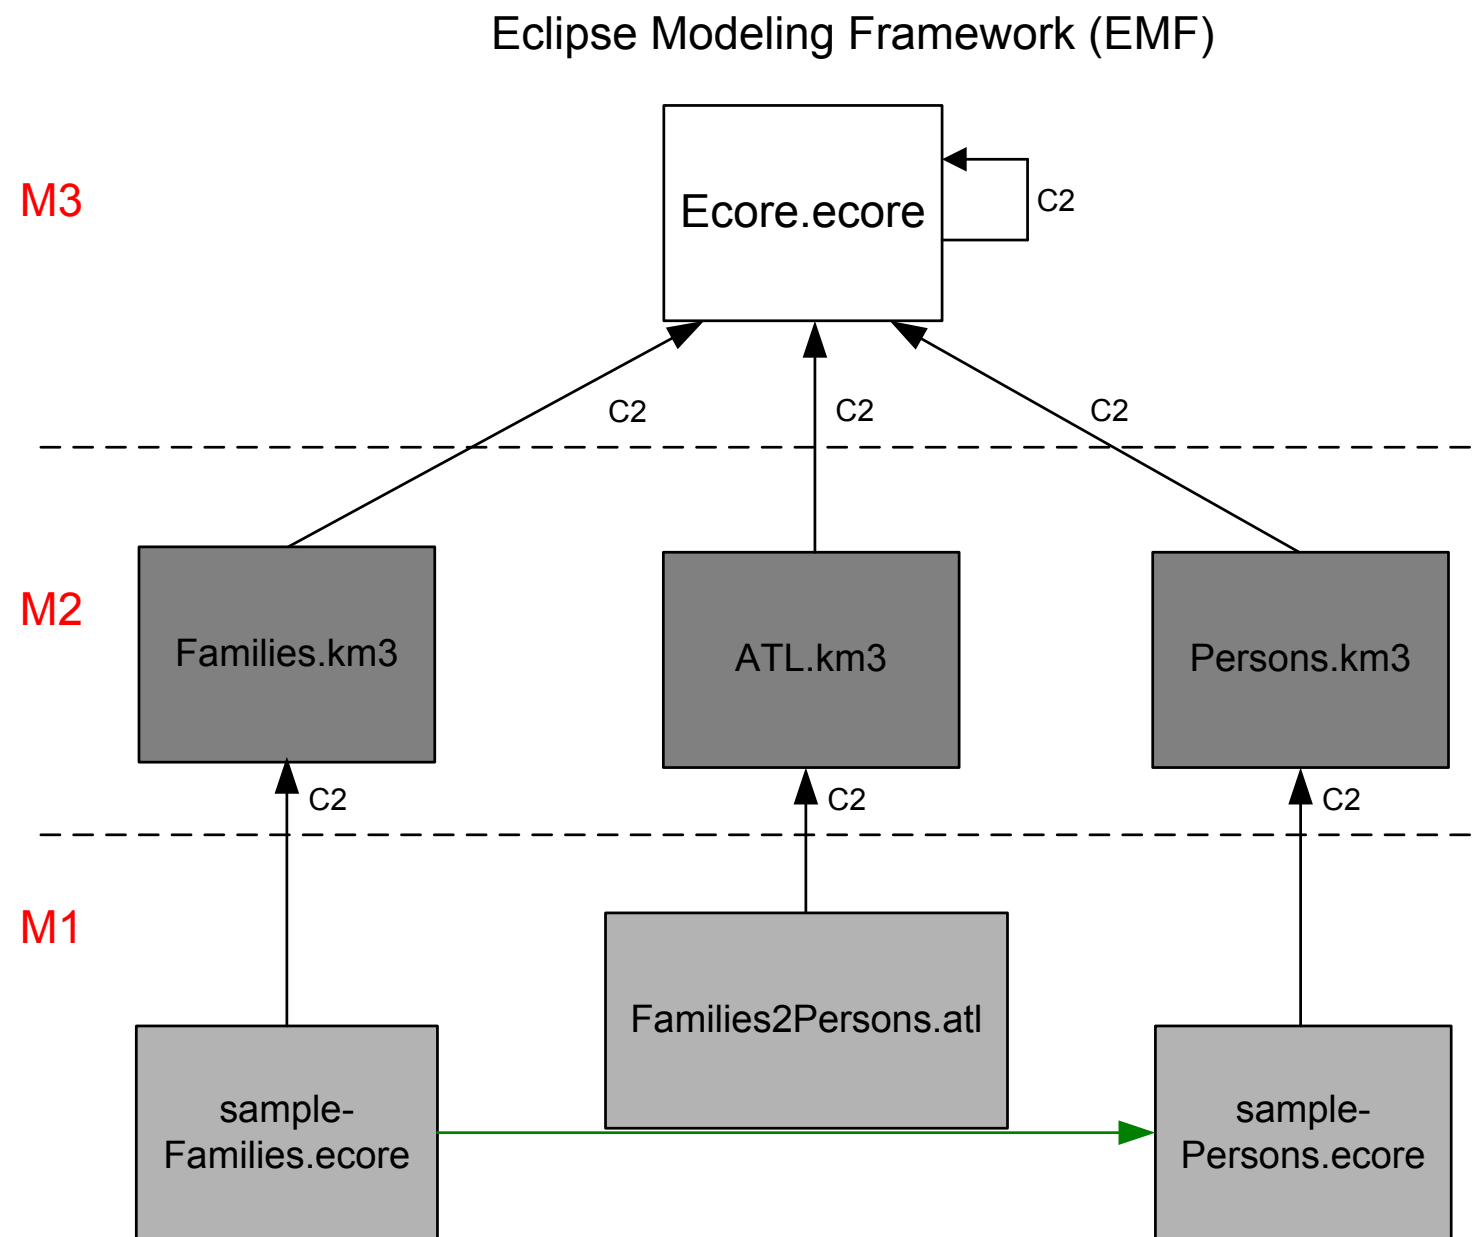 Eclipse Modeling Framework (EMF)
M3
Ecore.ecore
C2
C2
C2
C2
M2
Families.km3
ATL.km3
Persons.km3
C2
C2
C2
M1
Families2Persons.atl
sample-
Families.ecore
sample-
Persons.ecore